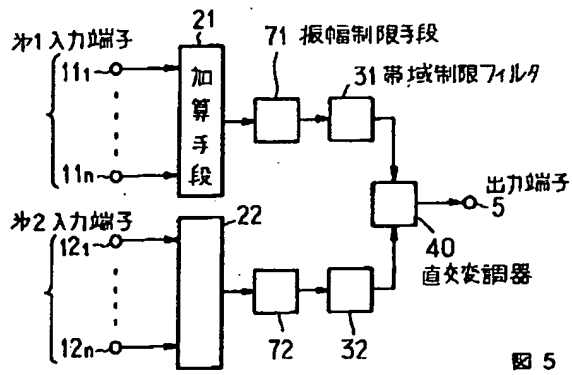 21
㐧1入力端子
71 振幅制限手段
31 帯域制限フィルタ
11₁
加算手段
11n
出力端子
5
22
㐧2入力端子
12₁
40
直交変調器
12n
72
32
図5